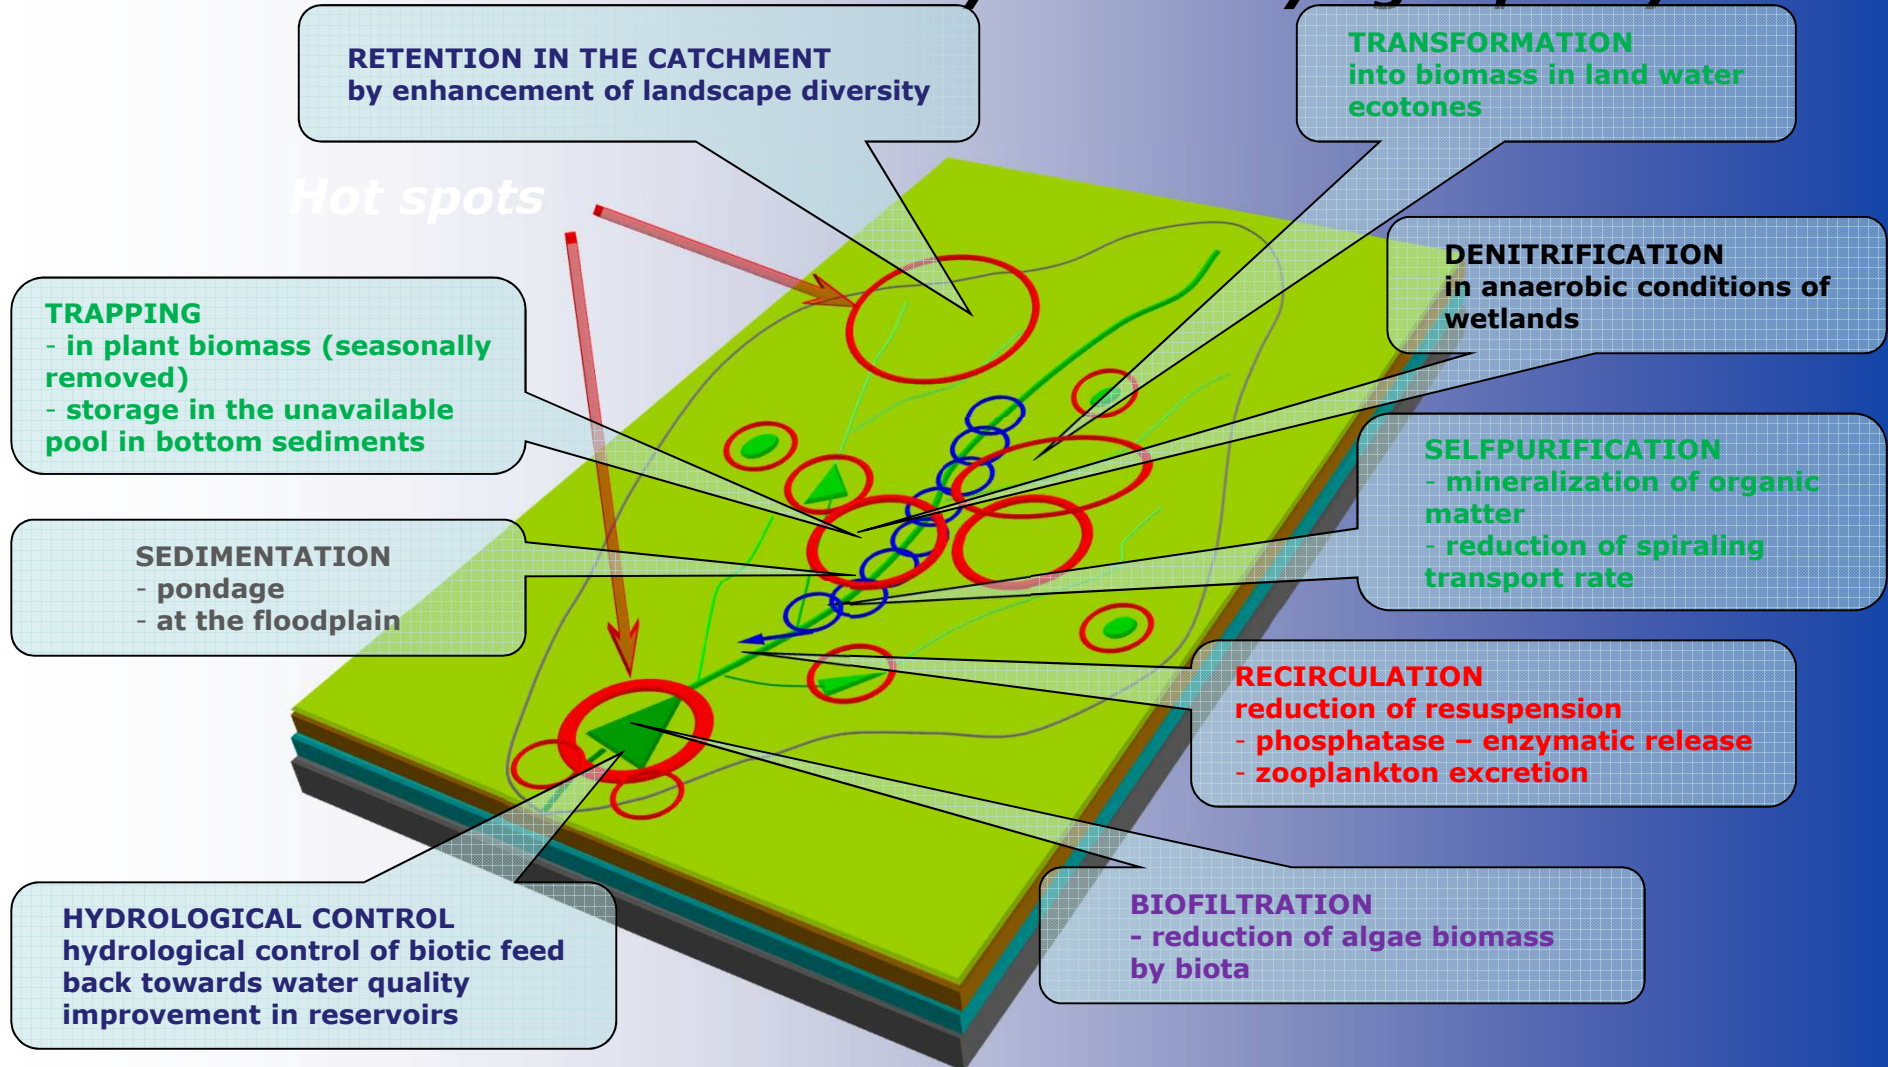 RETENTION IN THE CATCHMENT
by enhancement of landscape diversity
TRANSFORMATION
into biomass in land water
ecotones
Hot spots
DENITRIFICATION
in anaerobic conditions of
wetlands
TRAPPING
- in plant biomass (seasonally
removed)
- storage in the unavailable
pool in bottom sediments
SELFPURIFICATION
- mineralization of organic
matter
- reduction of spiraling
transport rate
SEDIMENTATION
- pondage
- at the floodplain
RECIRCULATION
reduction of resuspension
- phosphatase – enzymatic release
- zooplankton excretion
HYDROLOGICAL CONTROL
hydrological control of biotic feed
back towards water quality
improvement in reservoirs
BIOFILTRATION
- reduction of algae biomass
by biota